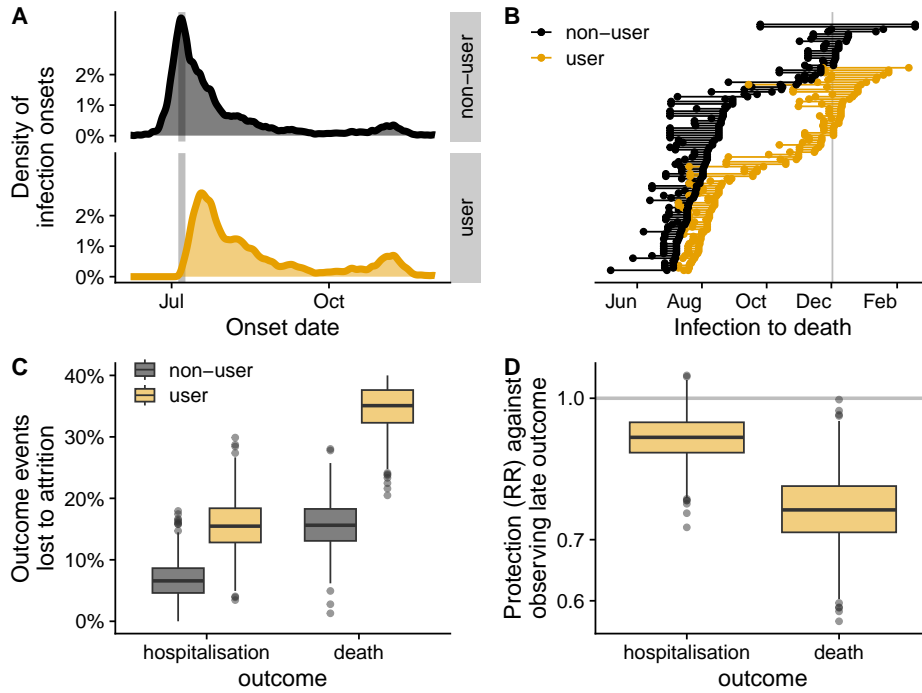 A
Density of
infection onsets
2%
1%
0%
non−user
2%
1%
0%
user
Jul
Oct
Onset date
B
non−user
user
Jun
Aug
Oct
Dec
Feb
Infection to death
C
non−user
user
Outcome events
lost to attrition
40%
30%
20%
10%
0%
hospitalisation
death
outcome
D
Protection (RR) against
observing late outcome
1.0
0.7
0.6
hospitalisation
death
outcome